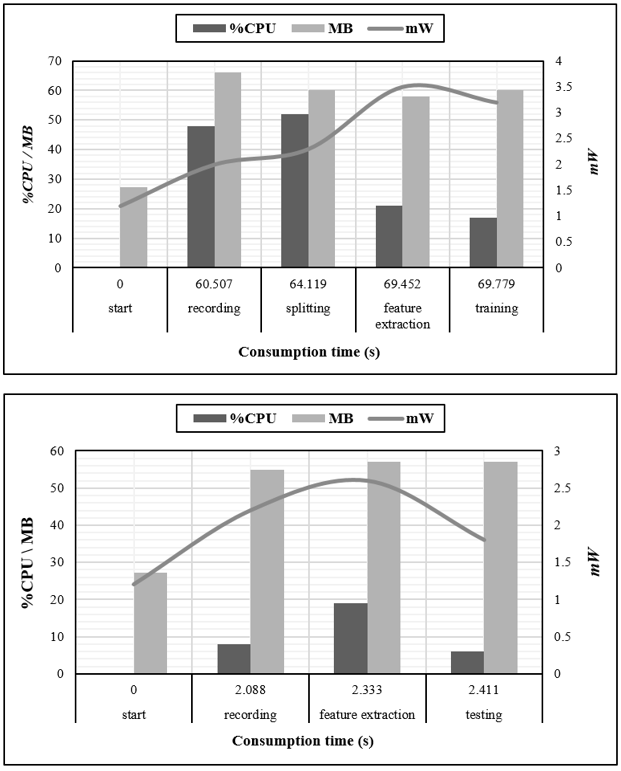 %CPU MB mW
70
60
50
40
30
20
10
0
%CPU / MB
4
3.5
3
2.5
2
1.5
1
0.5
0
mW
0 60.507 64.119 69.452 69.779
start recording splitting feature extraction training
Consumption time (s)
%CPU MB mW
60
50
40
30
20
10
0
%CPU \ MB
3
2.5
2
1.5
1
0.5
0
mW
0 2.088 2.333 2.411
start recording feature extraction testing
Consumption time (s)